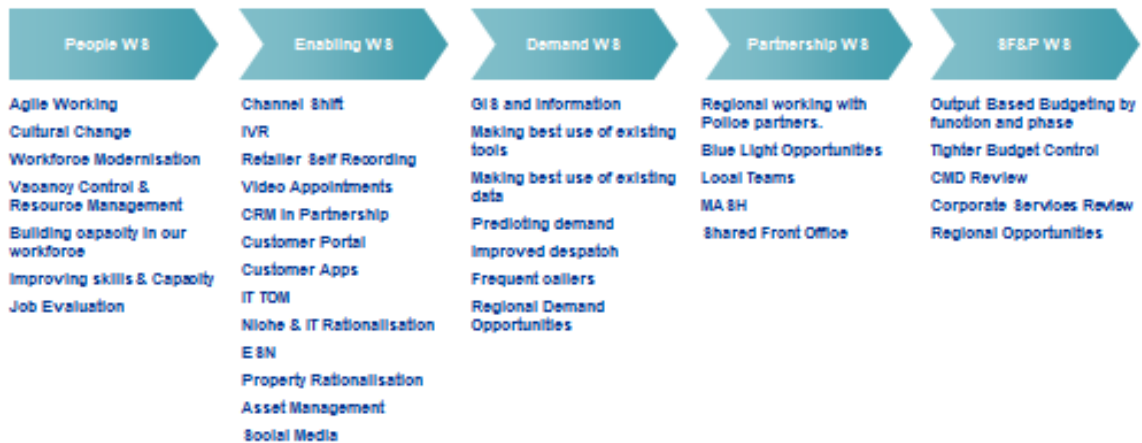 People WS
Enabling WS
Demand WS
Partnership WS
SF&P WS
Agile Working
Cultural Change
Workforce Modernisation
Vacancy Control &
Resource Management
Building capacity in our
workforce
Improving skills & Capacity
Job Evaluation
Channel Shift
IVR
Retailer Self Recording
Video Appointments
CRM in Partnership
Customer Portal
Customer Apps
IT TOM
Niche & IT Rationalisation
ESN
Property Rationalisation
Asset Management
Social Media
GIS and Information
Making best use of existing
tools
Making best use of existing
data
Predicting demand
Improved despatch
Frequent callers
Regional Demand
Opportunities
Regional working with
Police partners.
Blue Light Opportunities
Local Teams
MASH
Shared Front Office
Output Based Budgeting by
function and phase
Tighter Budget Control
CMD Review
Corporate Services Review
Regional Opportunities